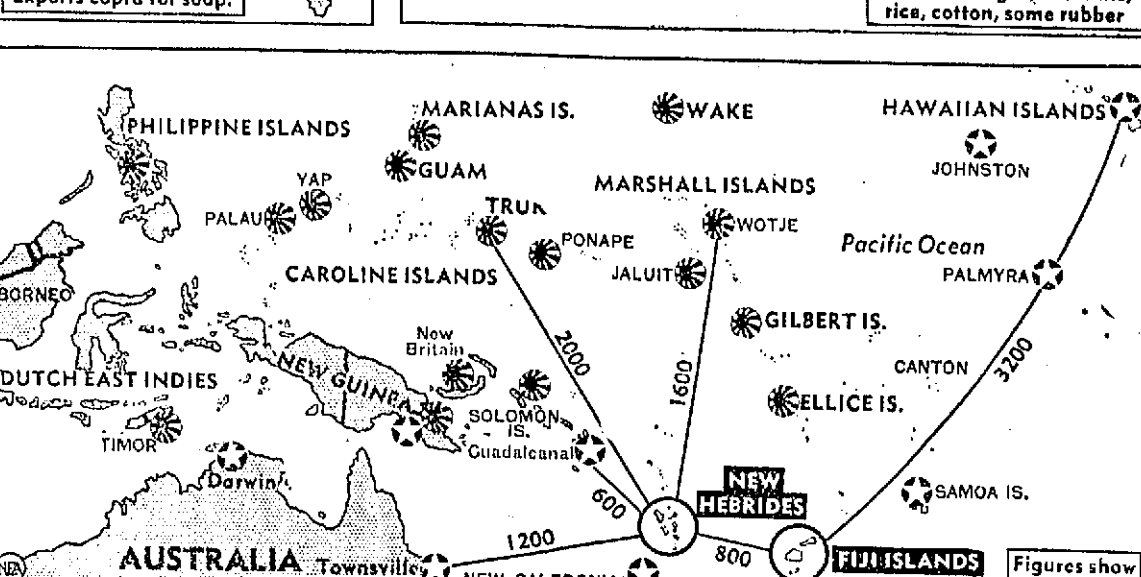 exports copra for soap.
rice, cotton, some rubber
MARIANAS IS.
WAKE
HAWAIIAN ISLANDS
PHILIPPINE ISLANDS
JOHNSTON
GUAM
YAP
MARSHALL ISLANDS
TRUK
PALAU
WOTJE
PONAPE
Pacific Ocean
CAROLINE ISLANDS
JALUIT
PALMYRA
BORNEO
GILBERT IS.
New
Britain
2000
CANTON
3200
DUTCH EAST INDIES
NEW GUINEA
1600
ELLICE IS.
SOLOMON
IS.
TIMOR
Guadalcanal
Darwin
NEW
HEBRIDES
SAMOA IS.
600
1200
800
AUSTRALIA
Townsville
FIJI ISLANDS
Figures show
NEA
NEW CALEDONIA